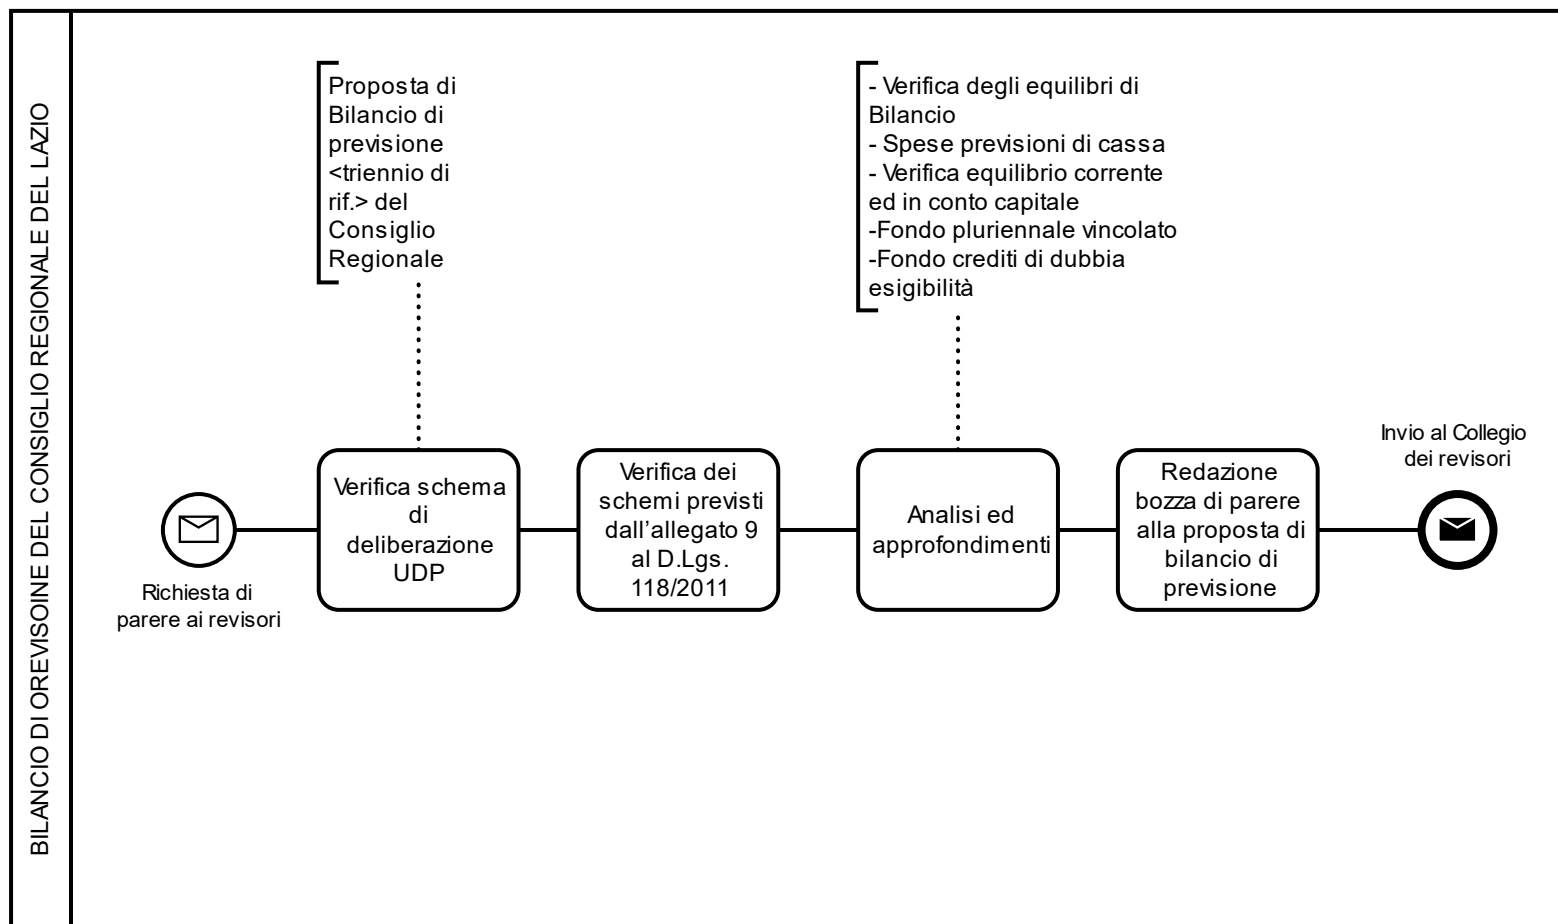 BILANCIO DI OREVISOINE DEL CONSIGLIO REGIONALE DEL LAZIO
Proposta di
Bilancio di
previsione
<triennio di
rif.> del
Consiglio
Regionale
- Verifica degli equilibri di
Bilancio
- Spese previsioni di cassa
- Verifica equilibrio corrente
ed in conto capitale
-Fondo pluriennale vincolato
-Fondo crediti di dubbia
esigibilità
Richiesta di
parere ai revisori
Verifica schema
di
deliberazione
UDP
Verifica dei
schemi previsti
dall'allegato 9
al D.Lgs.
118/2011
Analisi ed
approfondimenti
Redazione
bozza di parere
alla proposta di
bilancio di
previsione
Invio al Collegio
dei revisori